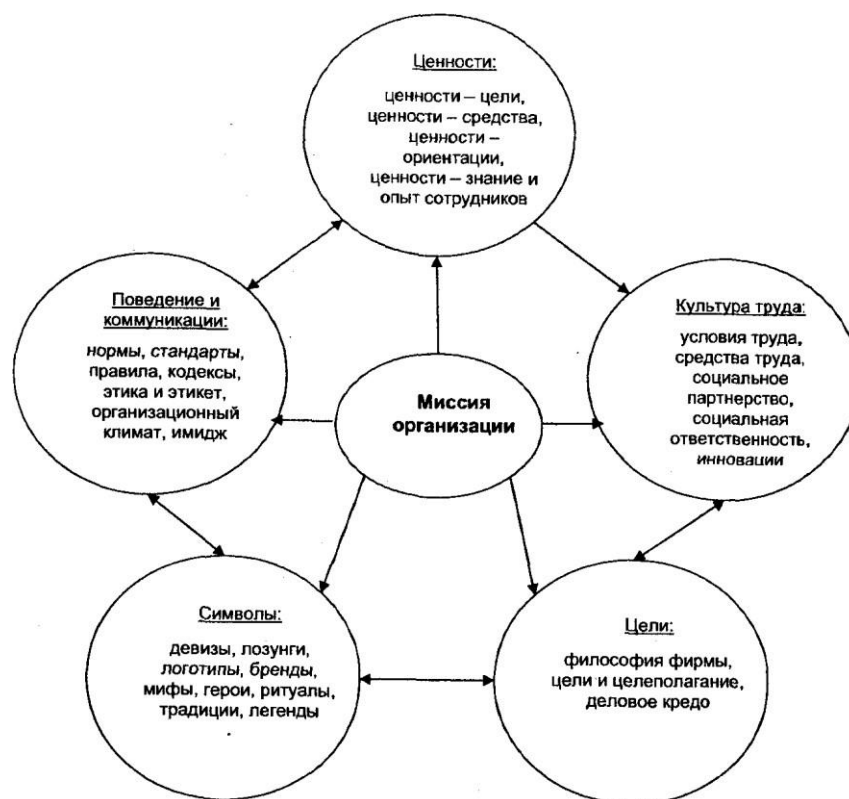 Ценности:
ценности – цели,
ценности – средства,
ценности –
ориентации,
ценности – знание и
опыт сотрудников
Поведение и
коммуникации:
нормы, стандарты,
правила, кодексы,
этика и этикет,
организационный
климат, имидж
Миссия
организации
Культура труда:
условия труда,
средства труда,
социальное
партнерство,
социальная
ответственность,
инновации
Символы:
девизы, лозунги,
логотипы, бренды,
мифы, герои, ритуалы,
традиции, легенды
Цели:
философия фирмы,
цели и целеполагание,
деловое кредо